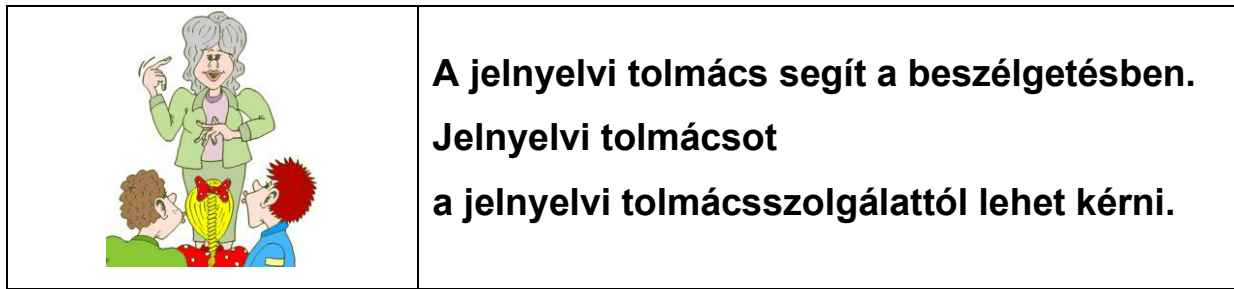 A jelnyelvi tolmács segít a beszélgetésben.
Jelnyelvi tolmácsot
a jelnyelvi tolmácsszolgálattól lehet kérni.